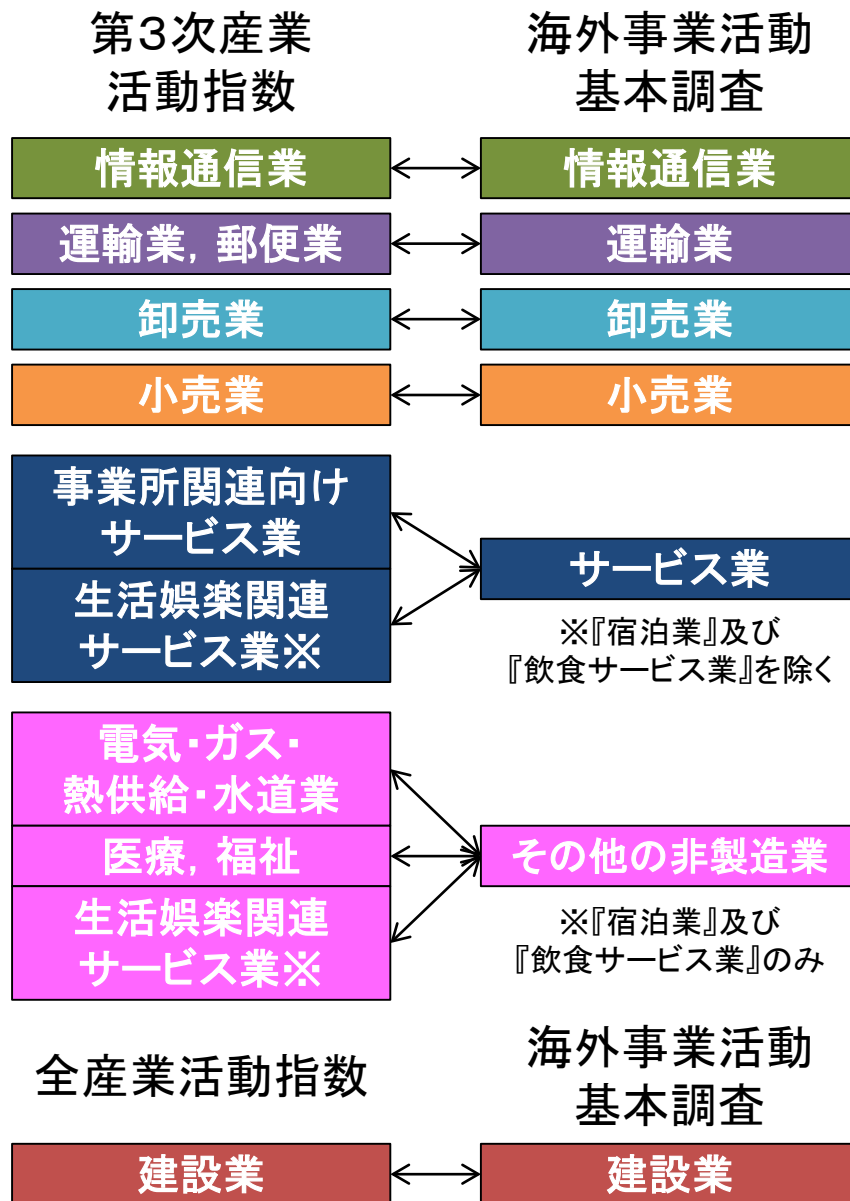 第３次産業
活動指数
海外事業活動
基本調査
情報通信業
情報通信業
運輸業，郵便業
運輸業
卸売業
卸売業
小売業
小売業
事業所関連向け
サービス業
生活娯楽関連
サービス業※
サービス業
※『宿泊業』及び
『飲食サービス業』を除く
電気・ガス・
熱供給・水道業
医療，福祉
生活娯楽関連
サービス業※
その他の非製造業
※『宿泊業』及び
『飲食サービス業』のみ
全産業活動指数
海外事業活動
基本調査
建設業
建設業